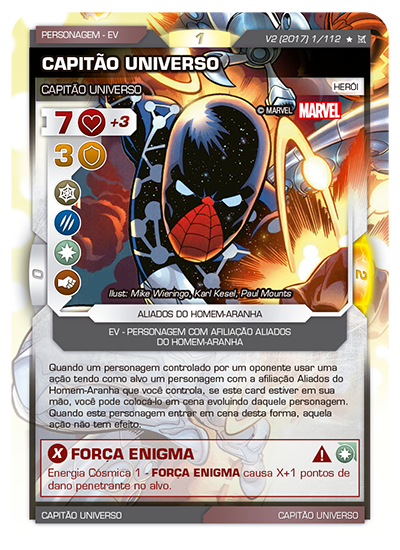 PERSONAGEM - EV
1
V2 (2017) 1/112
CAPITÃO UNIVERSO
CAPITÃO UNIVERSO
HERÓI
© MARVEL MARVEL
7 +3
3
0
2
Ilust: Mike Wieringo, Karl Kesel, Paul Mounts
ALIADOS DO HOMEM-ARANHA
EV - PERSONAGEM COM AFILIAÇÃO ALIADOS
DO HOMEM-ARANHA
Quando um personagem controlado por um oponente usar uma
ação tendo como alvo um personagem com a afiliação Aliados do
Homem-Aranha que você controla, se este card estiver em sua
mão, você pode colocá-lo em cena evoluindo daquele personagem.
Quando este personagem entrar em cena desta forma, aquela
ação não tem efeito.
X FORÇA ENIGMA
Energia Cósmica 1 - FORÇA ENIGMA causa X+1 pontos de
dano penetrante no alvo.
CAPITÃO UNIVERSO
CAPITÃO UNIVERSO